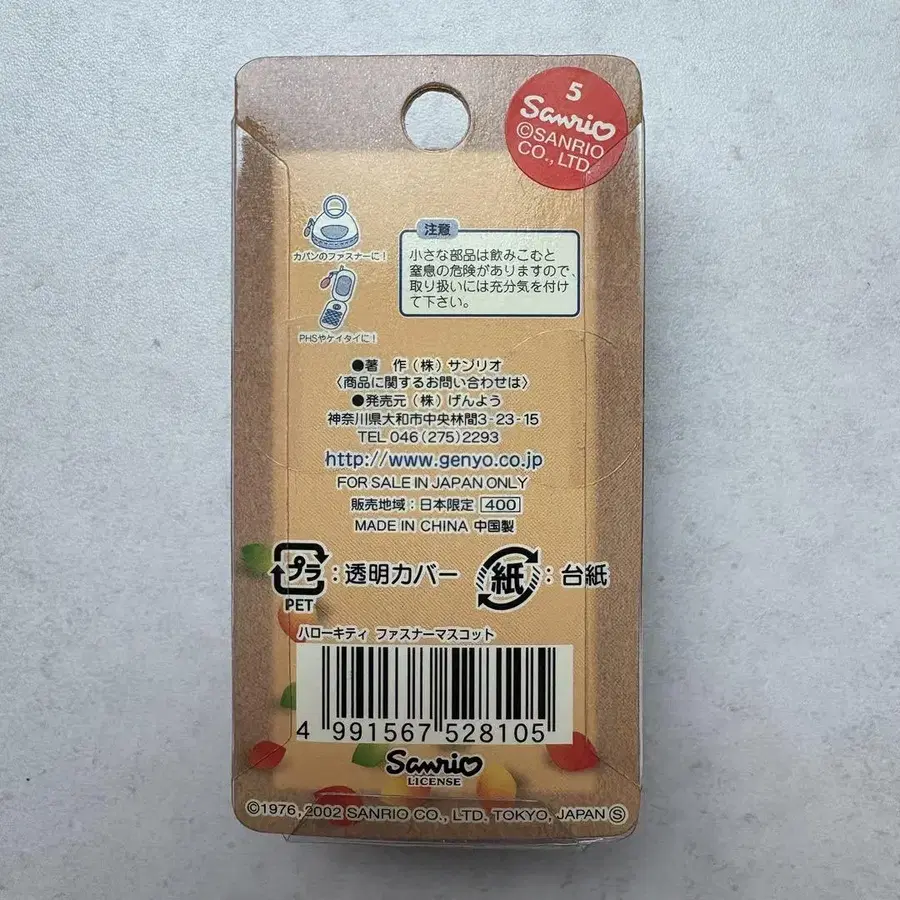 5
Sanrio
©SANRIO
CO., LTD.
カバンのファスナーに!
PHSやケイタイに!
注意
小さな部品は飲みこむと
窒息の危険がありますので、
取り扱いには充分気を付け
て下さい。
●著 作(株)サンリオ
〈商品に関するお問い合わせは〉
●発売元(株)げんよう
神奈川県大和市中央林間3-23-15
TEL 046(275)2293
http://www.genyo.co.jp
FOR SALE IN JAPAN ONLY
販売地域:日本限定 400
MADE IN CHINA 中国製
プラ:透明カバー 紙:台紙
PET
ハローキティ ファスナーマスコット
4 991567 528105
Sanrio
LICENSE
©1976, 2002 SANRIO CO., LTD. TOKYO, JAPAN Ⓢ